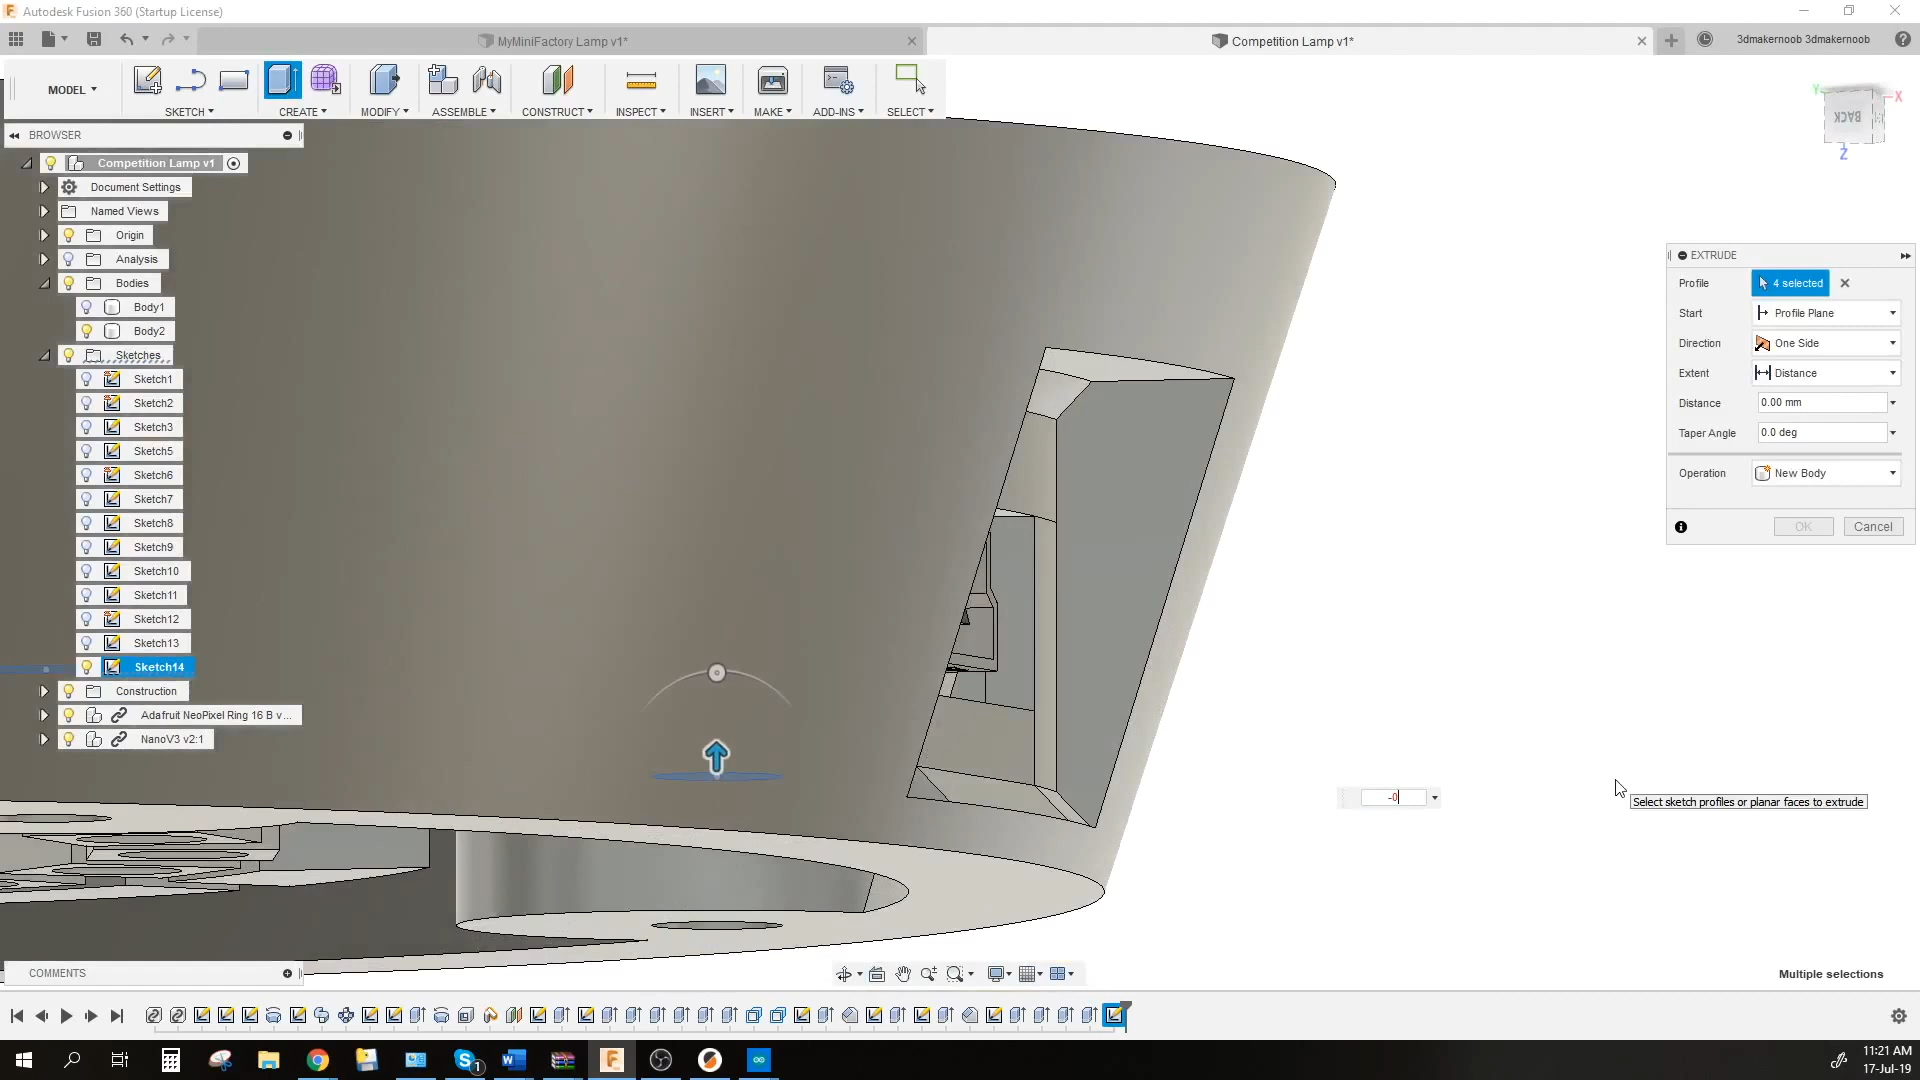 Autodesk Fusion 360 (Startup License)
MyMiniFactory Lamp v1*
Competition Lamp v1*
3dmakernoob 3dmakernoob
MODEL
SKETCH
CREATE
MODIFY
ASSEMBLE
CONSTRUCT
INSPECT
INSERT
MAKE
ADD-INS
SELECT
BROWSER
Competition Lamp v1
Document Settings
Named Views
Origin
Analysis
Bodies
Body1
Body2
Sketches
Sketch1
Sketch2
Sketch3
Sketch5
Sketch6
Sketch7
Sketch8
Sketch9
Sketch10
Sketch11
Sketch12
Sketch13
Sketch14
Construction
Adafruit NeoPixel Ring 16 B v...
NanoV3 v2:1
Y
X
BACK
Z
EXTRUDE
Profile
4 selected
Start
Profile Plane
Direction
One Side
Extent
Distance
Distance
0.00 mm
Taper Angle
0.0 deg
Operation
New Body
OK
Cancel
-0
Select sketch profiles or planar faces to extrude
COMMENTS
Multiple selections
11:21 AM
17-Jul-19